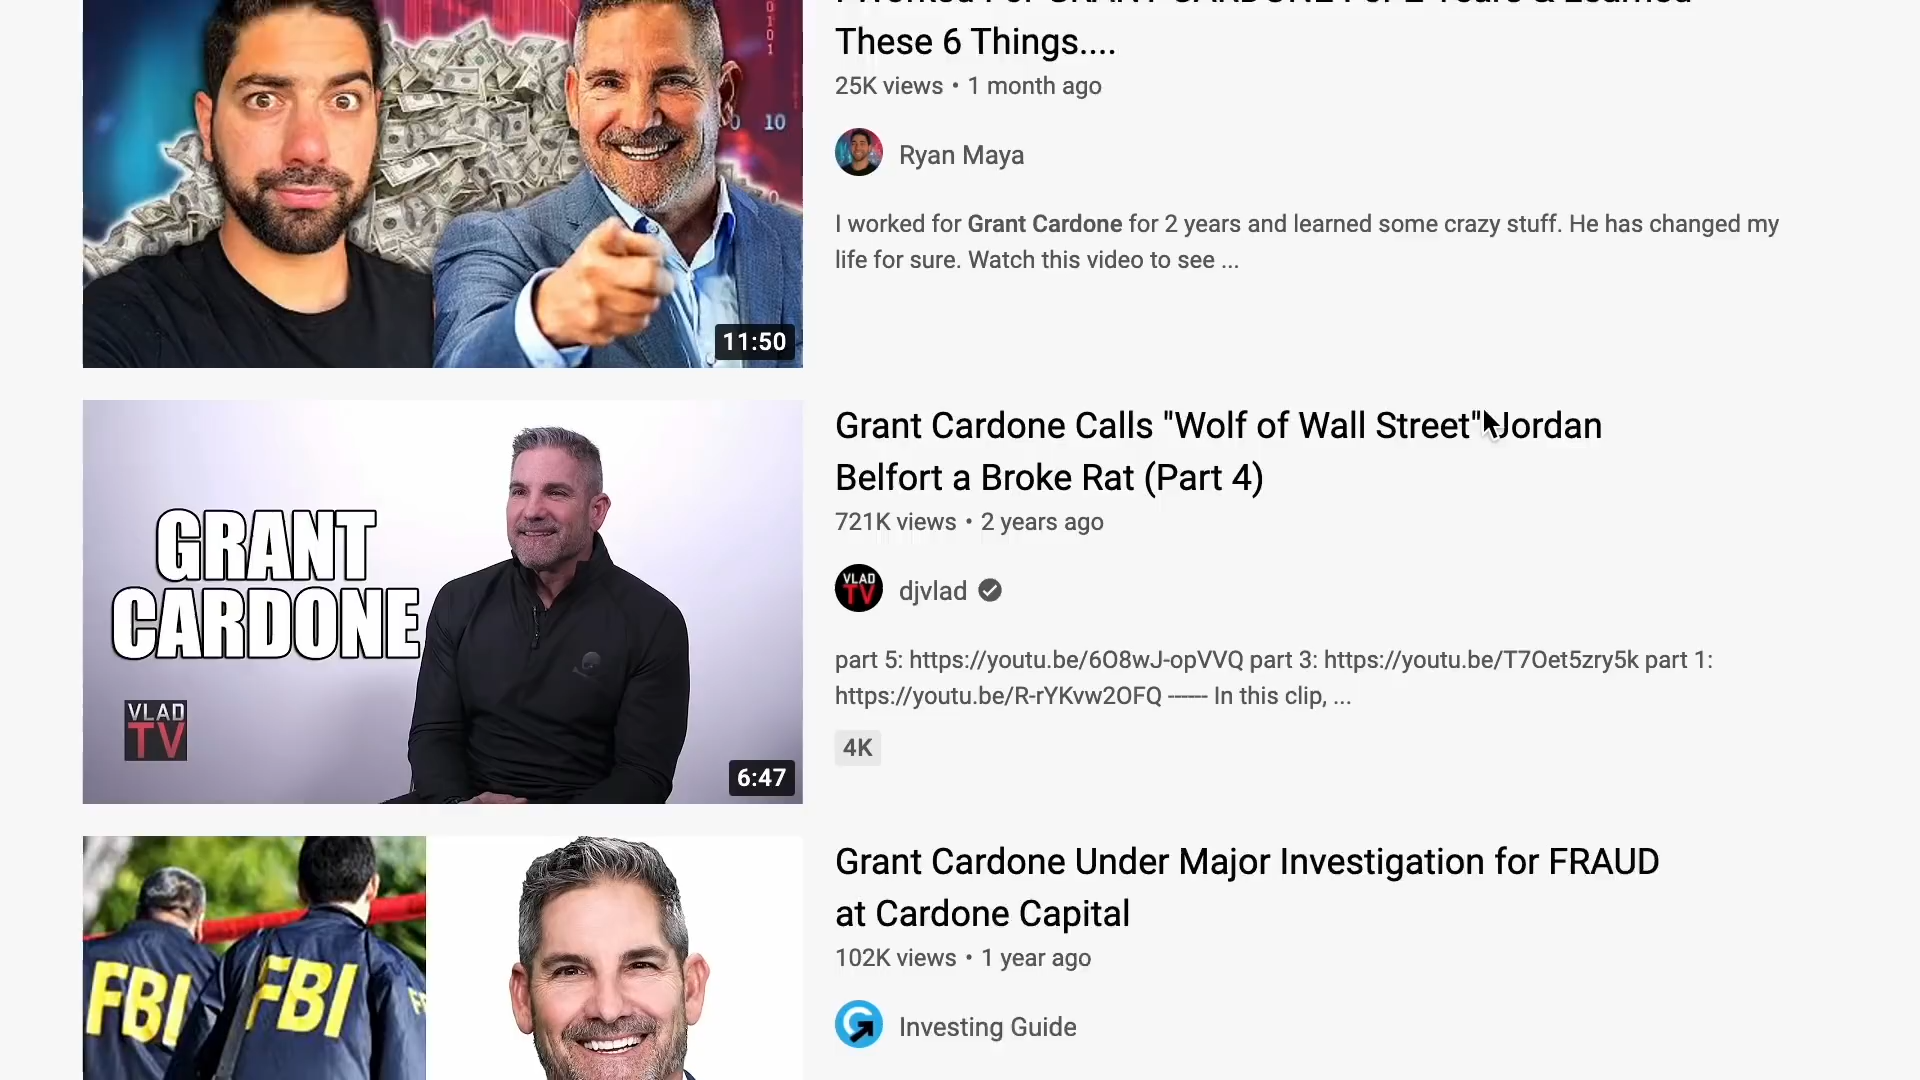 These 6 Things....
25K views • 1 month ago
Ryan Maya
I worked for Grant Cardone for 2 years and learned some crazy stuff. He has changed my
life for sure. Watch this video to see ...
10
11:50
Grant Cardone Calls "Wolf of Wall Street" Jordan
Belfort a Broke Rat (Part 4)
721K views • 2 years ago
VLAD
TV
djvlad
part 5: https://youtu.be/6O8wJ-opVVQ part 3: https://youtu.be/T7Oet5zry5k part 1:
https://youtu.be/R-rYKvw2OFQ ------ In this clip, ...
4K
GRANT
CARDONE
VLAD
TV
6:47
Grant Cardone Under Major Investigation for FRAUD
at Cardone Capital
102K views • 1 year ago
Investing Guide
FBI
FBI